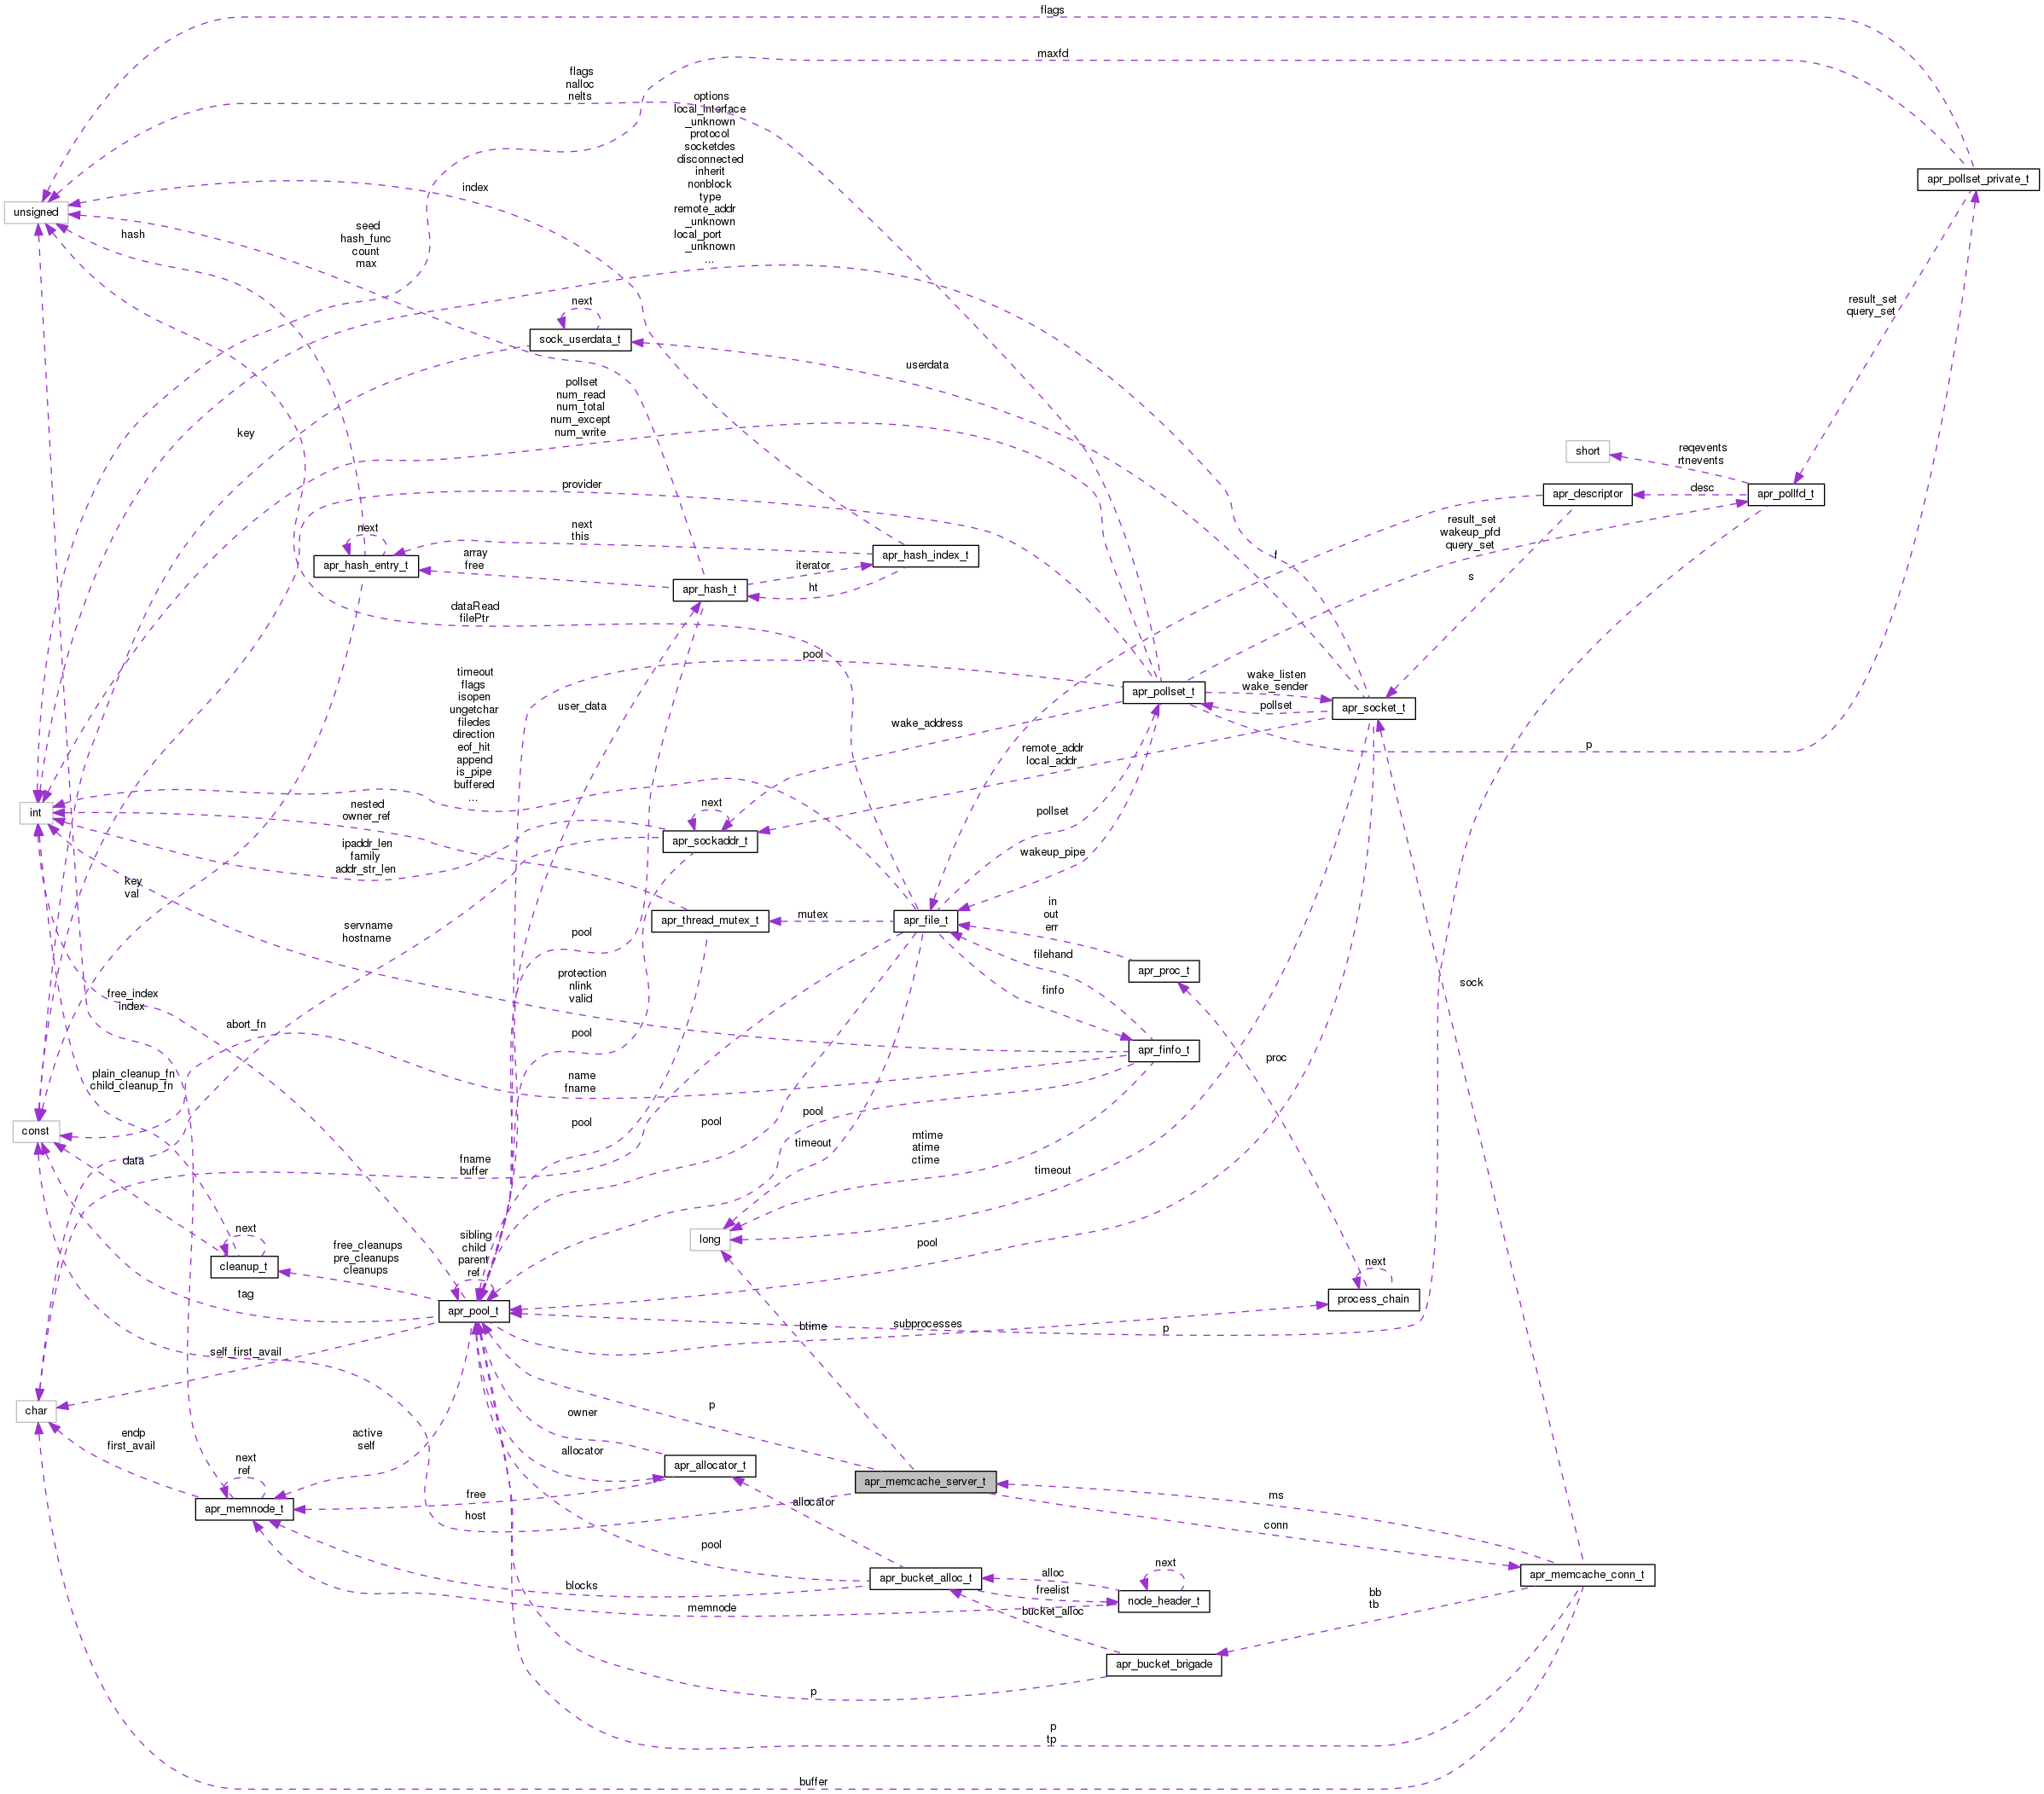 flags
maxfd
flags
nalloc
nelts
options
local_interface
_unknown
protocol
socketdes
disconnected
inherit
nonblock
type
remote_addr
_unknown
local_port
_unknown
...
apr_pollset_private_t
index
unsigned
hash
seed
hash_func
count
max
result_set
query_set
next
sock_userdata_t
userdata
pollset
num_read
num_total
num_except
num_write
key
short
reqevents
rtnevents
provider
apr_descriptor
desc
apr_pollfd_t
next
apr_hash_entry_t
next
this
array
free
apr_hash_index_t
iterator
ht
apr_hash_t
f
result_set
wakeup_pfd
query_set
s
dataRead
filePtr
pool
timeout
flags
isopen
ungetchar
filedes
direction
eof_hit
append
is_pipe
buffered
...
user_data
apr_pollset_t
wake_listen
wake_sender
pollset
apr_socket_t
wake_address
remote_addr
local_addr
p
int
nested
owner_ref
next
apr_sockaddr_t
pollset
wakeup_pipe
ipaddr_len
family
addr_str_len
key
val
servname
hostname
pool
apr_thread_mutex_t
mutex
apr_file_t
in
out
err
filehand
apr_proc_t
finfo
sock
protection
nlink
valid
free_index
index
abort_fn
pool
apr_finfo_t
proc
plain_cleanup_fn
child_cleanup_fn
name
fname
const
pool
pool
pool
timeout
mtime
atime
ctime
data
fname
buffer
timeout
next
cleanup_t
free_cleanups
pre_cleanups
cleanups
sibling
child
parent
ref
long
pool
next
process_chain
tag
apr_pool_t
btime
subprocesses
p
self_first_avail
char
p
owner
endp
first_avail
active
self
allocator
apr_allocator_t
next
ref
apr_memnode_t
free
apr_memcache_server_t
allocator
host
ms
conn
pool
blocks
apr_bucket_alloc_t
alloc
freelist
next
node_header_t
apr_memcache_conn_t
memnode
bucket_alloc
bb
tb
apr_bucket_brigade
p
p
tp
buffer